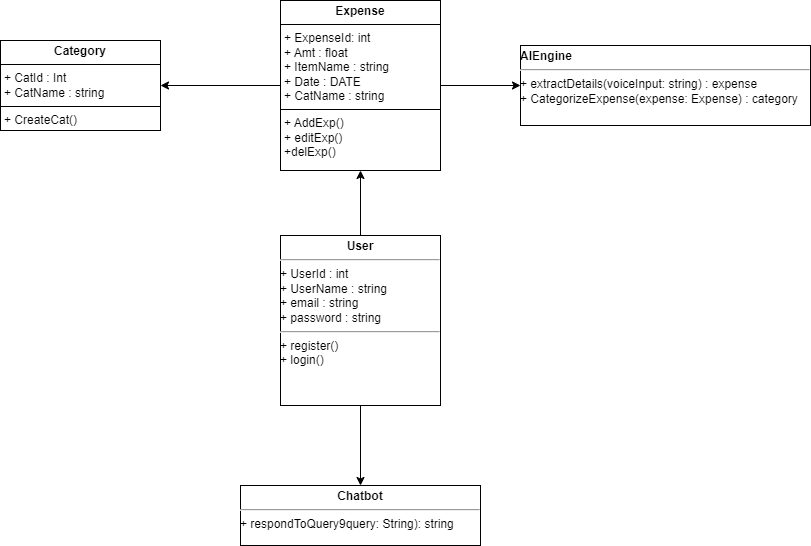 Expense
+ ExpenseId: int
+ Amt : float
+ ItemName : string
+ Date : DATE
+ CatName : string
+ AddExp()
+ editExp()
+delExp()
Category
+ CatId : Int
+ CatName : string
+ CreateCat()
AIEngine
+ extractDetails(voiceInput: string) : expense
+ CategorizeExpense(expense: Expense) : category
User
+ UserId : int
+ UserName : string
+ email : string
+ password : string
+ register()
+ login()
Chatbot
+ respondToQuery9query: String): string